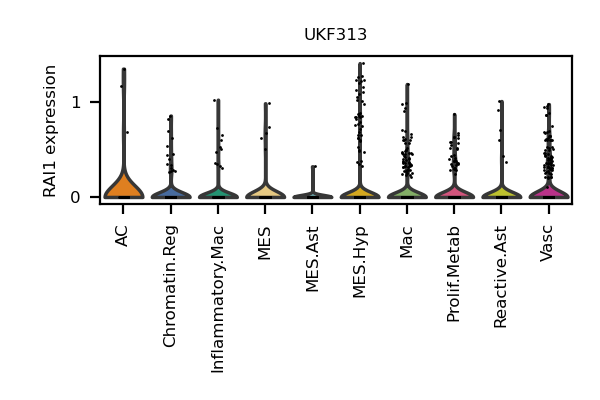 UKF313
RAI1 expression
1
0
AC
Chromatin.Reg
Inflammatory.Mac
MES
MES.Ast
MES.Hyp
Mac
Prolif.Metab
Reactive.Ast
Vasc